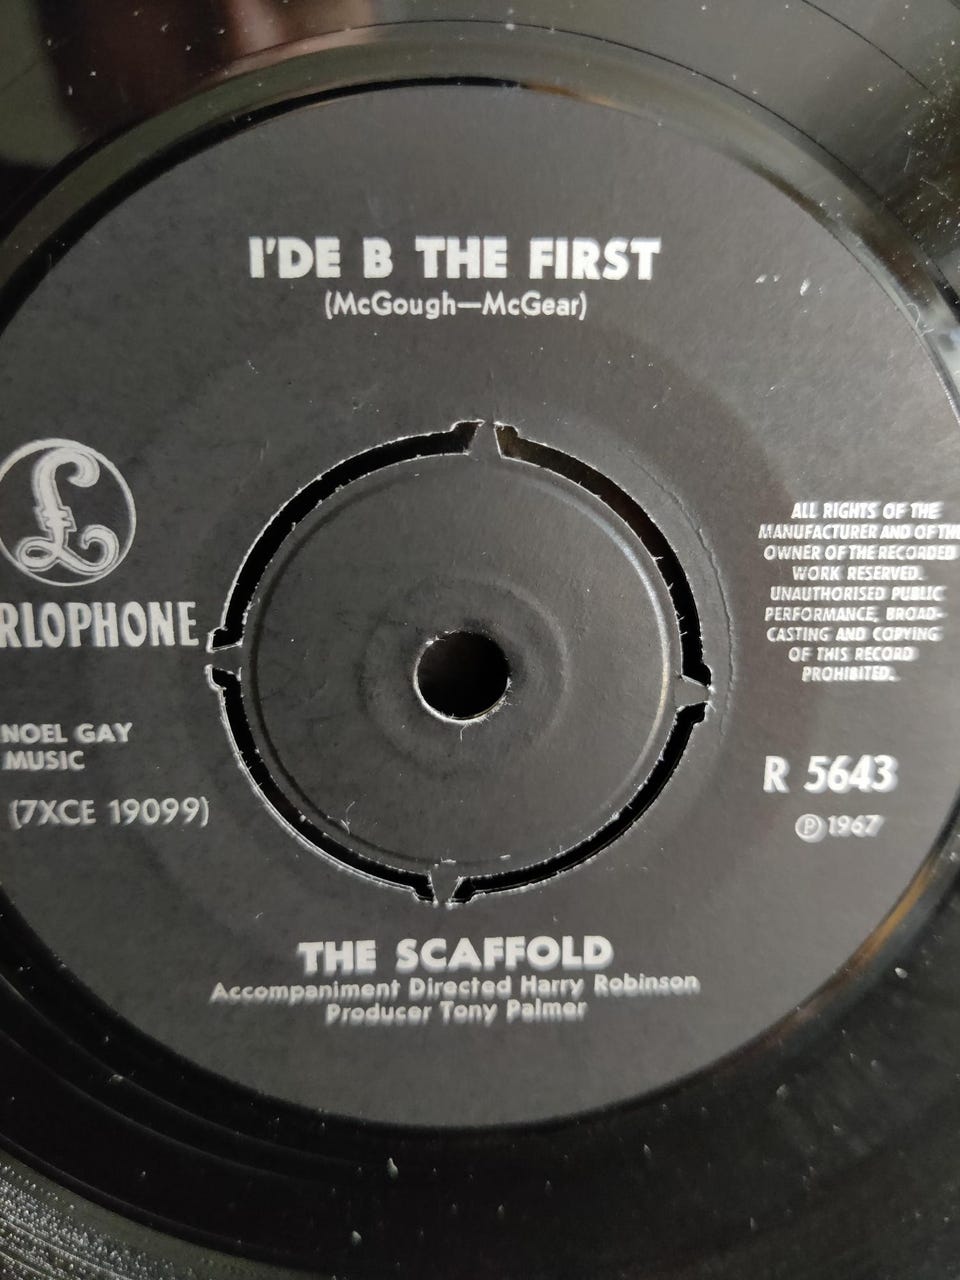 I'DE B THE FIRST
(McGough—McGear)
£
RLOPHONE
NOEL GAY
MUSIC
(7XCE 19099)
ALL RIGHTS OF THE
MANUFACTURER AND OF THE
OWNER OF THE RECORDED
WORK RESERVED.
UNAUTHORISED PUBLIC
PERFORMANCE, BROAD-
CASTING AND COPYING
OF THIS RECORD
PROHIBITED.
R 5643
℗ 1967
THE SCAFFOLD
Accompaniment Directed Harry Robinson
Producer Tony Palmer